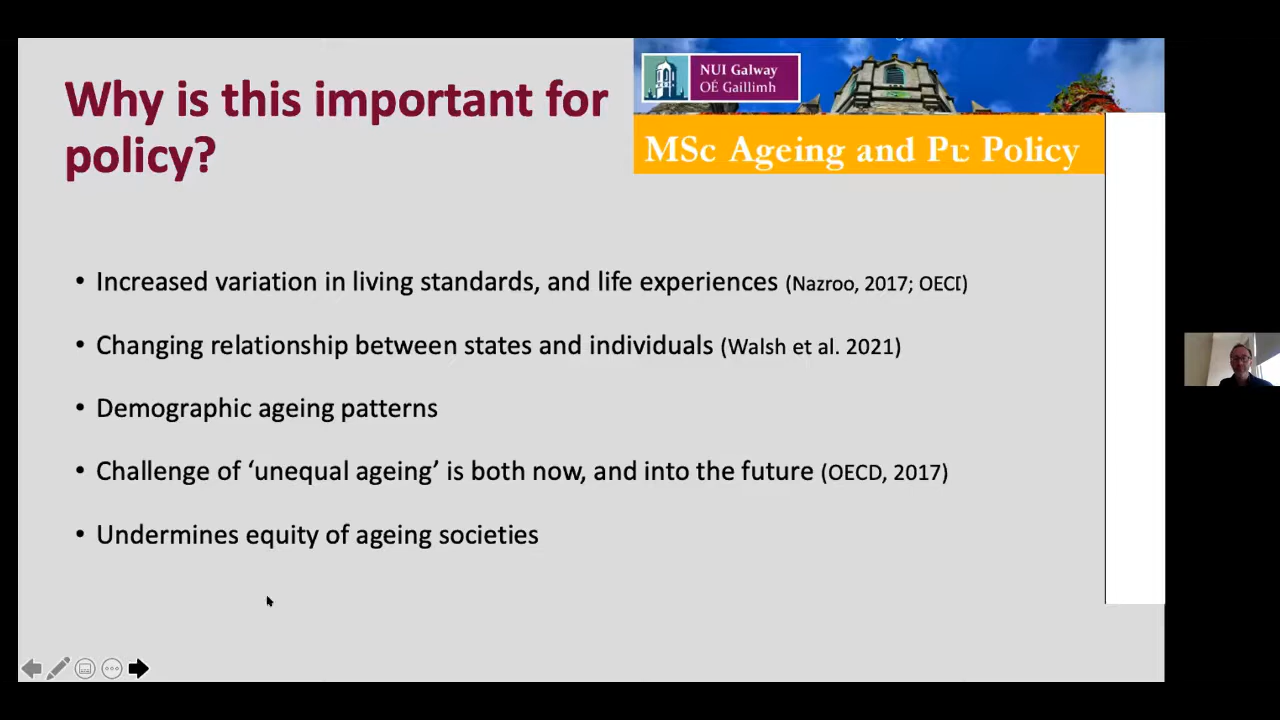 Why is this important for
policy?
NUI Galway
OÉ Gaillimh
MSc Ageing and Policy
• Increased variation in living standards, and life experiences (Nazroo, 2017;
• Changing relationship between states and individuals (Walsh et al. 2021)
• Demographic ageing patterns
• Challenge of ‘unequal ageing’ is both now, and into the future (OECD, 2017)
• Undermines equity of ageing societies